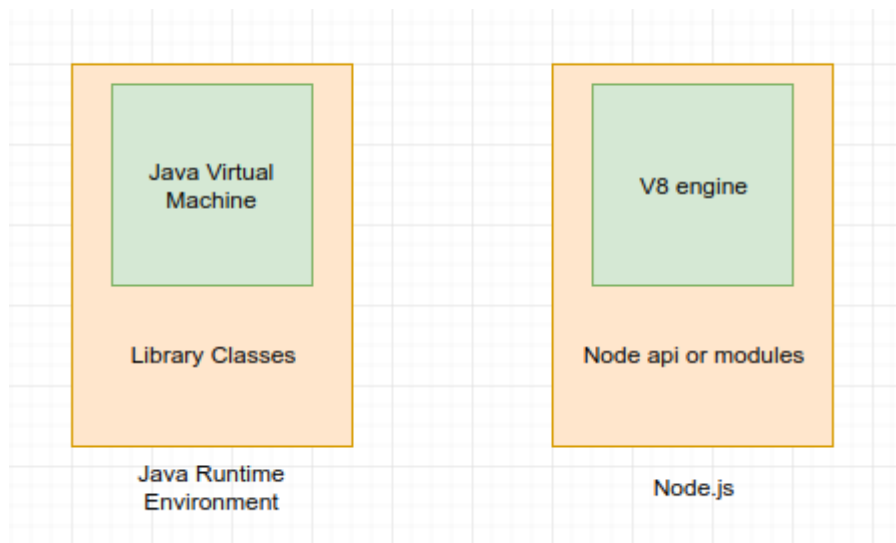 Java Virtual
Machine
Library Classes
Java Runtime
Environment
V8 engine
Node api or modules
Node.js